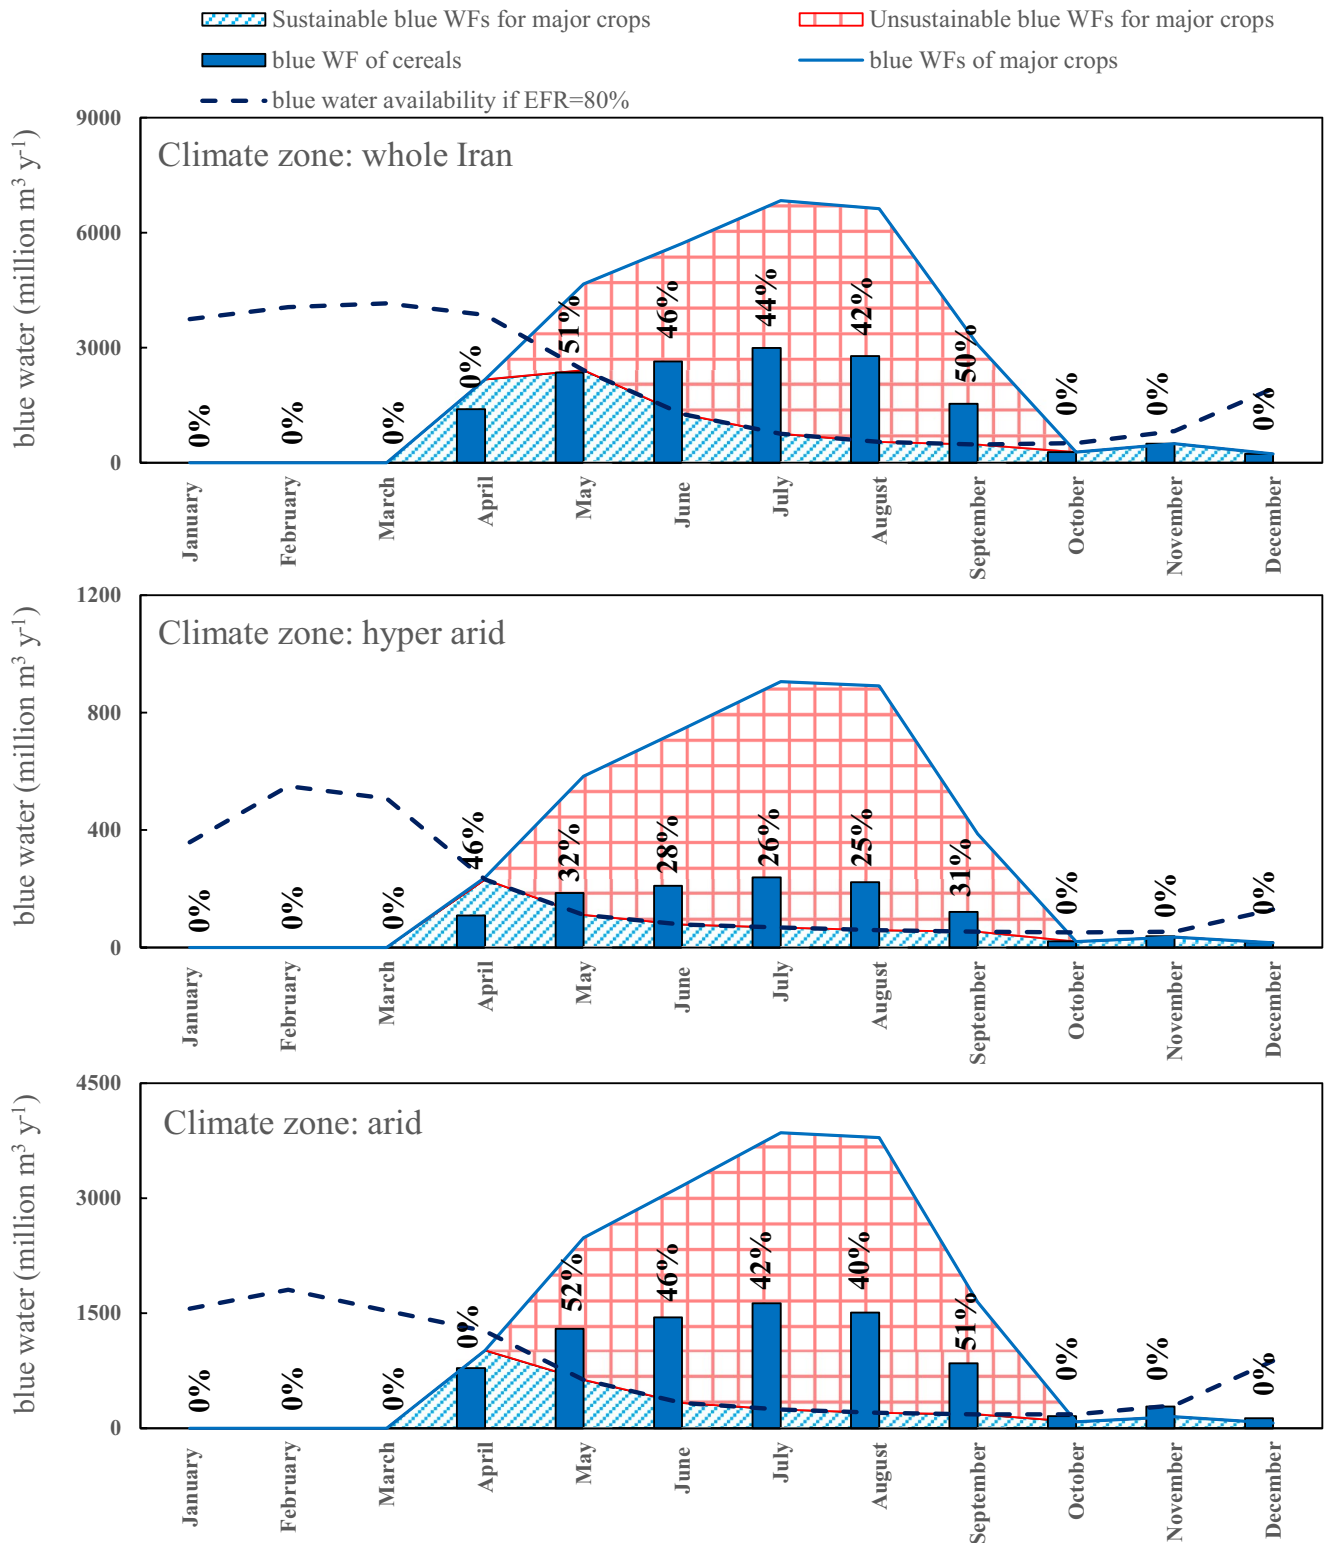 Sustainable blue WFs for major crops
Unsustainable blue WFs for major crops
blue WF of cereals
blue WFs of major crops
blue water availability if EFR=80%
blue water (million m³ y⁻¹)
9000
6000
3000
0
Climate zone: whole Iran
0%
0%
0%
0%
51%
46%
44%
42%
50%
0%
0%
0%
January
February
March
April
May
June
July
August
September
October
November
December
blue water (million m³ y⁻¹)
1200
800
400
0
Climate zone: hyper arid
0%
0%
0%
46%
32%
28%
26%
25%
31%
0%
0%
0%
January
February
March
April
May
June
July
August
September
October
November
December
blue water (million m³ y⁻¹)
4500
3000
1500
0
Climate zone: arid
0%
0%
0%
0%
52%
46%
42%
40%
51%
0%
0%
0%
January
February
March
April
May
June
July
August
September
October
November
December